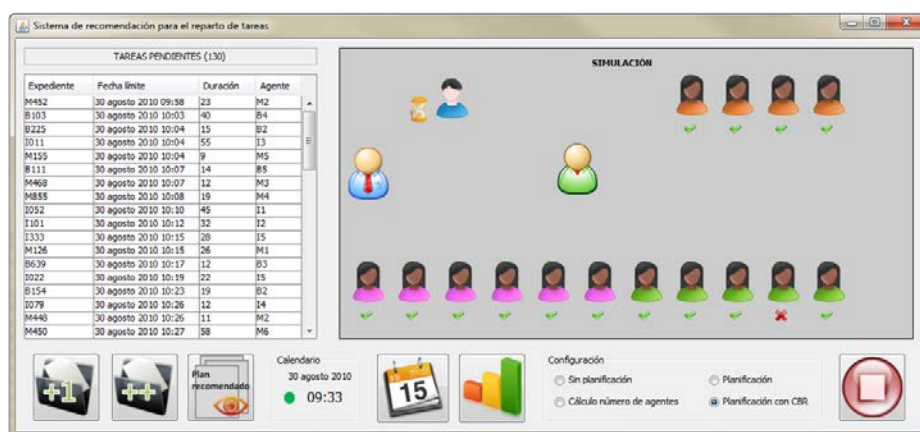 Sistema de recomendación para el reparto de tareas
TAREAS PENDIENTES (130)
Expediente Fecha límite Duración Agente
M452 30 agosto 2010 09:58 23 M2
B103 30 agosto 2010 10:03 40 B4
B225 30 agosto 2010 10:04 15 B2
I011 30 agosto 2010 10:04 55 I3
M155 30 agosto 2010 10:04 9 M5
B111 30 agosto 2010 10:07 14 B5
M468 30 agosto 2010 10:07 12 M3
M855 30 agosto 2010 10:08 19 M4
I052 30 agosto 2010 10:10 45 I1
I101 30 agosto 2010 10:12 32 I2
I333 30 agosto 2010 10:15 28 I5
M126 30 agosto 2010 10:15 26 M1
B639 30 agosto 2010 10:17 12 B3
I022 30 agosto 2010 10:19 22 I5
B154 30 agosto 2010 10:23 19 B2
I079 30 agosto 2010 10:26 12 I4
M448 30 agosto 2010 10:26 11 M2
M450 30 agosto 2010 10:27 58 M6
SIMULACIÓN
+1
++
Plan recomendado
Calendario
30 agosto 2010
09:33
15
Configuración
Sin planificación
Planificación
Cálculo número de agentes
Planificación con CBR